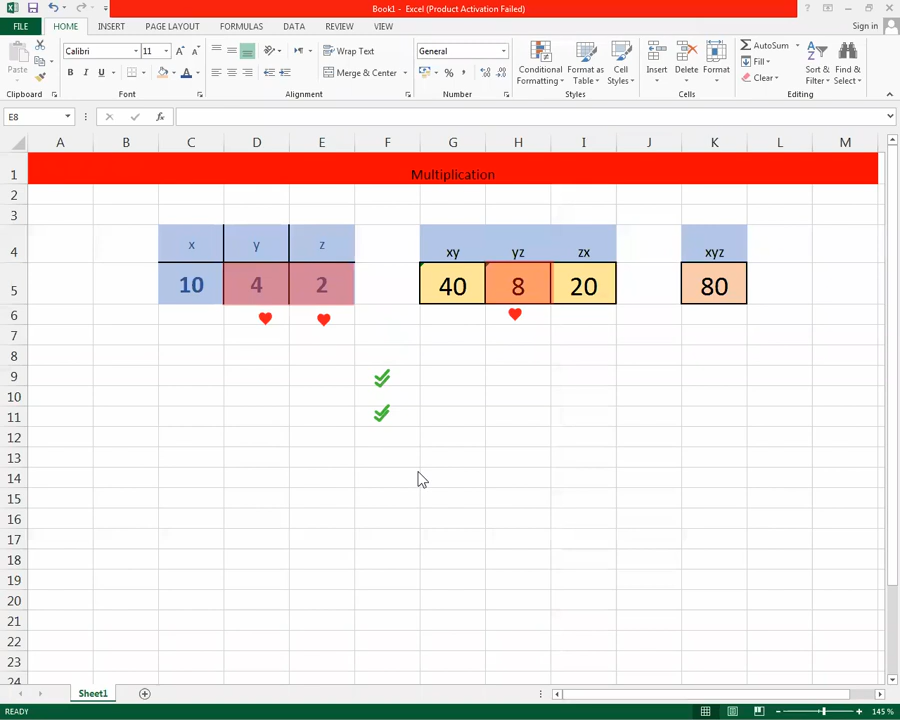 Book1 - Excel (Product Activation Failed)
FILE HOME INSERT PAGE LAYOUT FORMULAS DATA REVIEW VIEW Sign in
Calibri 11 A A Wrap Text General AutoSum
Paste B I U A Merge & Center % , Conditional Formatting Format as Table Cell Styles Insert Delete Format Fill Clear Sort & Filter Find & Select
Clipboard Font Alignment Number Styles Cells Editing
E8 fx
A B C D E F G H I J K L M
1 Multiplication
2
3
4 x y z xy yz zx xyz
5 10 4 2 40 8 20 80
6
7
8
9
10
11
12
13
14
15
16
17
18
19
20
21
22
23
24
Sheet1
READY 145 %